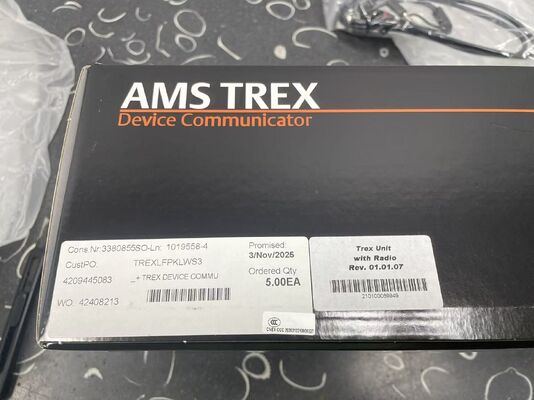 AMS TREX
Device Communicator
Cons.Nr:3380855SO-Ln: 1019558-4
Promised:
3/Nov/2025
CustPO. TREXLFPKLWS3
Ordered Qty
4209445083 _+ TREX DEVICE COMMU
5.00EA
WO. 42408213
Trex Unit
with Radio
Rev. 01.01.07